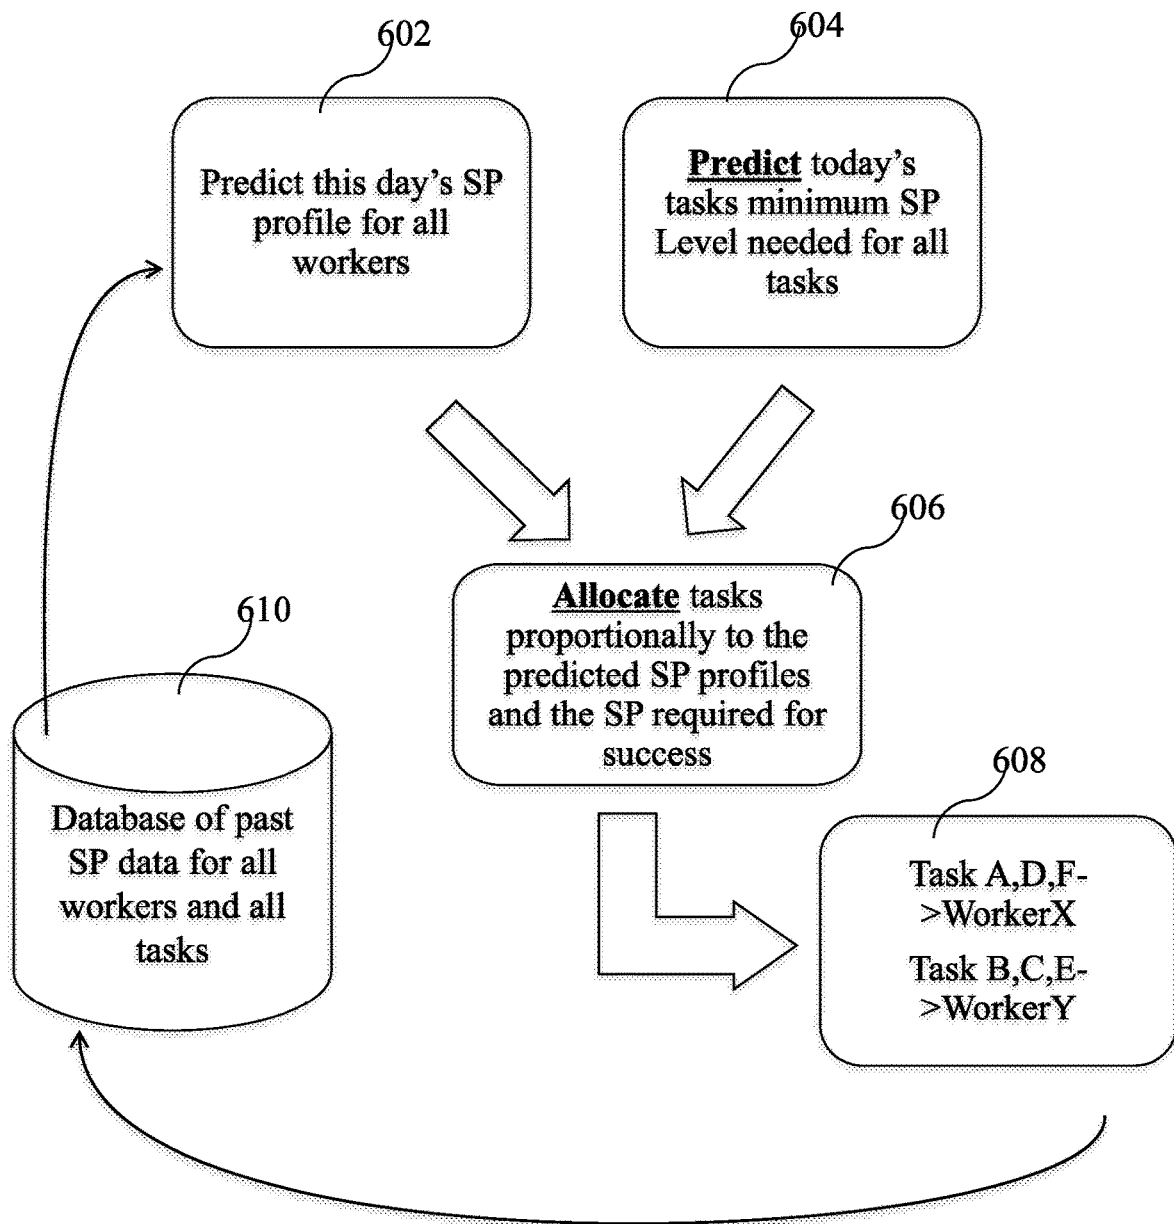 602
Predict this day's SP
profile for all
workers
604
Predict today's
tasks minimum SP
Level needed for all
tasks
606
Allocate tasks
proportionally to the
predicted SP profiles
and the SP required for
success
608
Task A,D,F-
>WorkerX
Task B,C,E-
>WorkerY
610
Database of past
SP data for all
workers and all
tasks